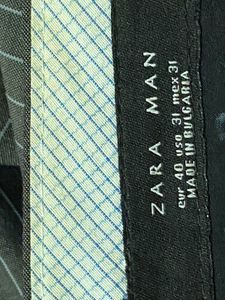 ZARA MAN
eur 40 usa 31 mex 31
MADE IN BULGARIA